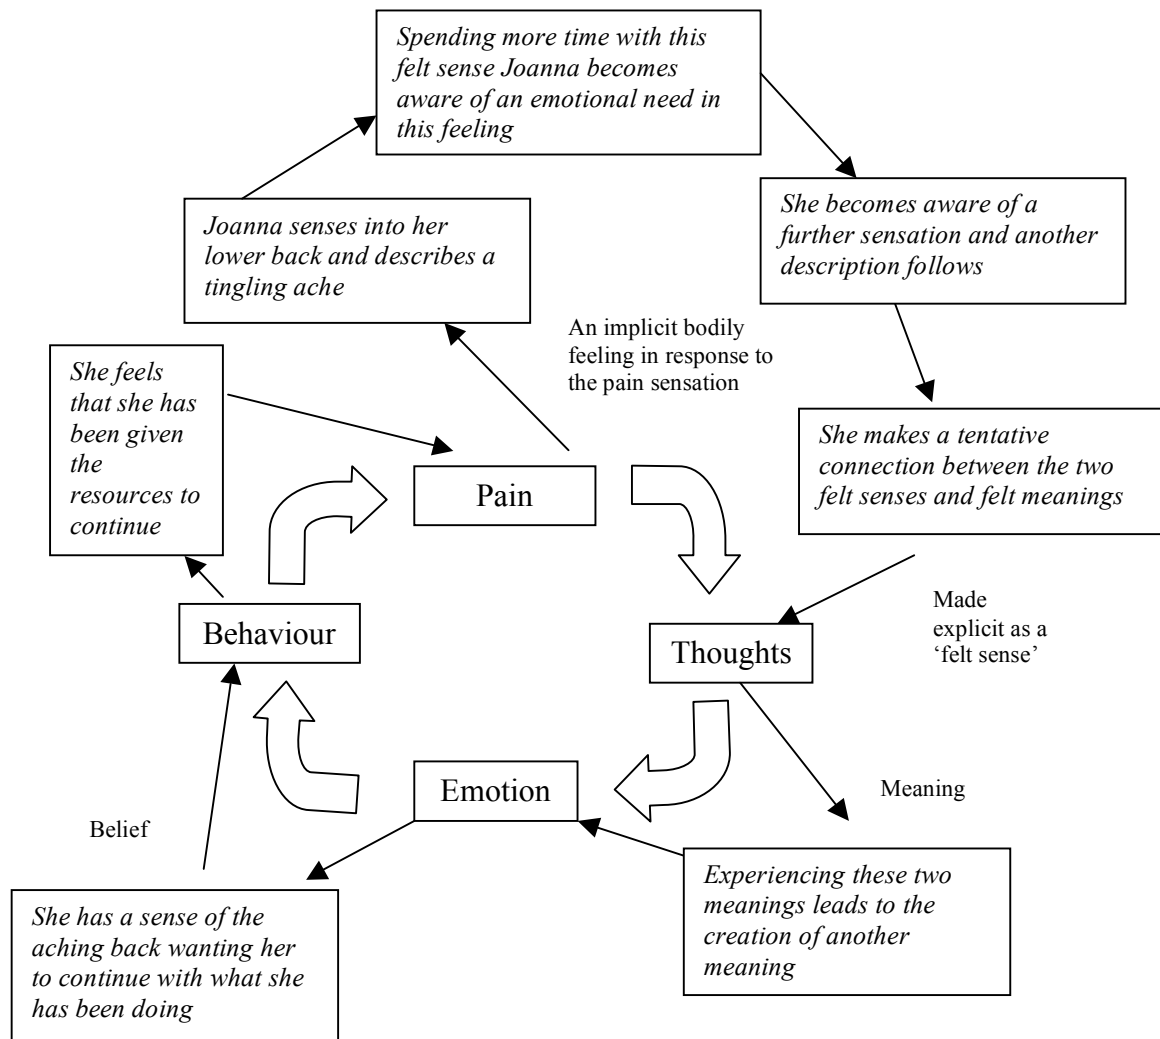 Spending more time with this
felt sense Joanna becomes
aware of an emotional need in
this feeling
Joanna senses into her
lower back and describes a
tingling ache
She becomes aware of a
further sensation and another
description follows
An implicit bodily
feeling in response to
the pain sensation
She feels
that she has
been given
the
resources to
continue
She makes a tentative
connection between the two
felt senses and felt meanings
Pain
Made
explicit as a
‘felt sense’
Behaviour
Thoughts
Emotion
Meaning
Belief
Experiencing these two
meanings leads to the
creation of another
meaning
She has a sense of the
aching back wanting her
to continue with what she
has been doing